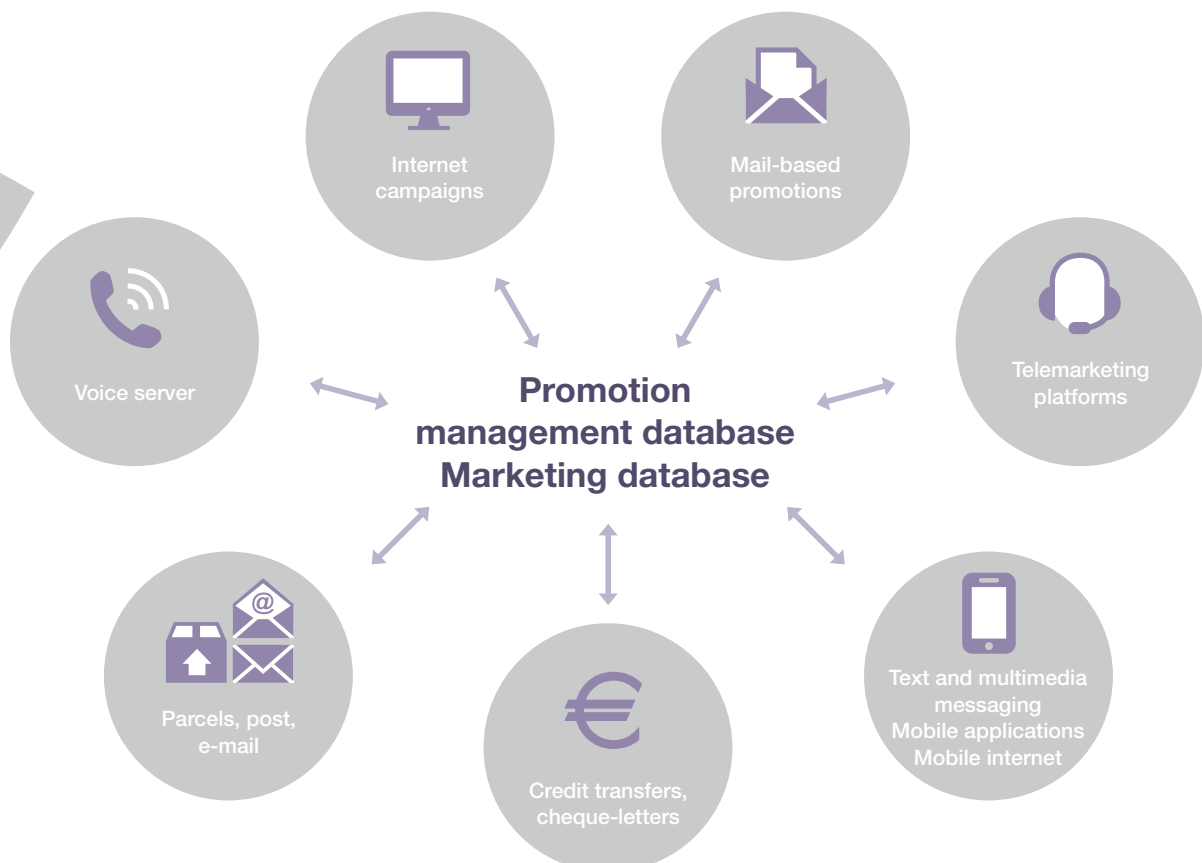 Internet
campaigns
Mail-based
promotions
Voice server
Telemarketing
platforms
Promotion
management database
Marketing database
@
Parcels, post,
e-mail
€
Credit transfers,
cheque-letters
Text and multimedia
messaging
Mobile applications
Mobile internet